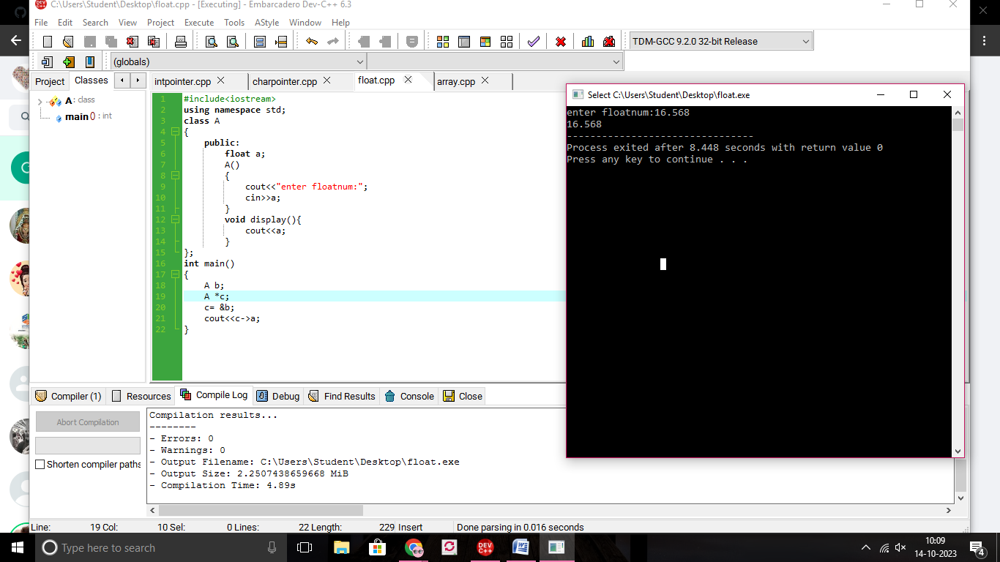 C:\Users\Student\Desktop\float.cpp - [Executing] - Embarcadero Dev-C++ 6.3
File Edit Search View Project Execute Tools AStyle Window Help
TDM-GCC 9.2.0 32-bit Release
(globals)
Project Classes
intpointer.cpp charpointer.cpp float.cpp array.cpp
A : class
main() : int
1 #include<iostream>
2 using namespace std;
3 class A
4 {
5 public:
6 float a;
7 A()
8 {
9 cout<<"enter floatnum:";
10 cin>>a;
11 }
12 void display(){
13 cout<<a;
14 }
15 };
16 int main()
17 {
18 A b;
19 A *c;
20 c= &b;
21 cout<<c->a;
22 }
Select C:\Users\Student\Desktop\float.exe
enter floatnum:16.568
16.568
--------------------------------
Process exited after 8.448 seconds with return value 0
Press any key to continue . . .
Compiler (1) Resources Compile Log Debug Find Results Console Close
Abort Compilation
Shorten compiler paths
Compilation results...
--------
- Errors: 0
- Warnings: 0
- Output Filename: C:\Users\Student\Desktop\float.exe
- Output Size: 2.2507438659668 MiB
- Compilation Time: 4.89s
Line: 19 Col: 10 Sel: 0 Lines: 22 Length: 229 Insert Done parsing in 0.016 seconds
Type here to search
DEV C++
10:09
14-10-2023
4